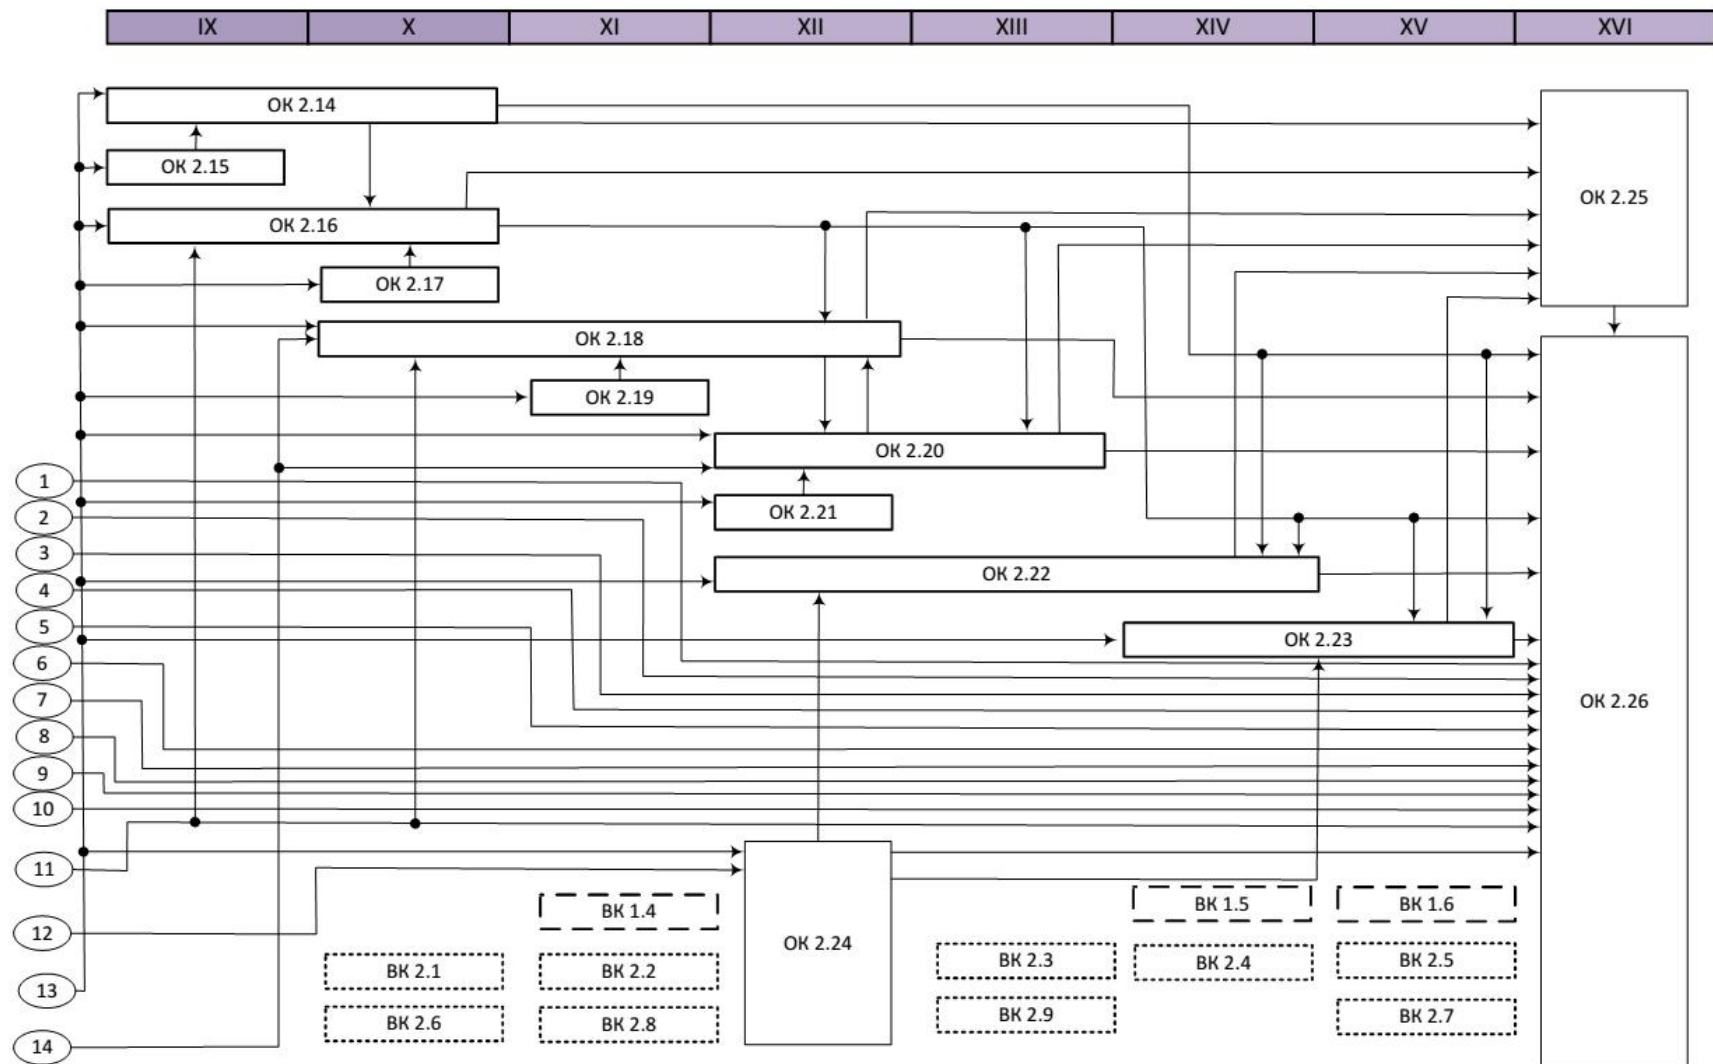 IX X XI XII XIII XIV XV XVI
ОК 2.14
ОК 2.15
ОК 2.25
ОК 2.16
ОК 2.17
ОК 2.18
ОК 2.19
ОК 2.20
1
ОК 2.21
2
3
ОК 2.22
4
5
ОК 2.23
6
7
ОК 2.26
8
9
10
11
ВК 1.4
ВК 1.5
ВК 1.6
12
ОК 2.24
ВК 2.1
ВК 2.2
ВК 2.3
ВК 2.4
ВК 2.5
13
ВК 2.6
ВК 2.8
ВК 2.9
ВК 2.7
14